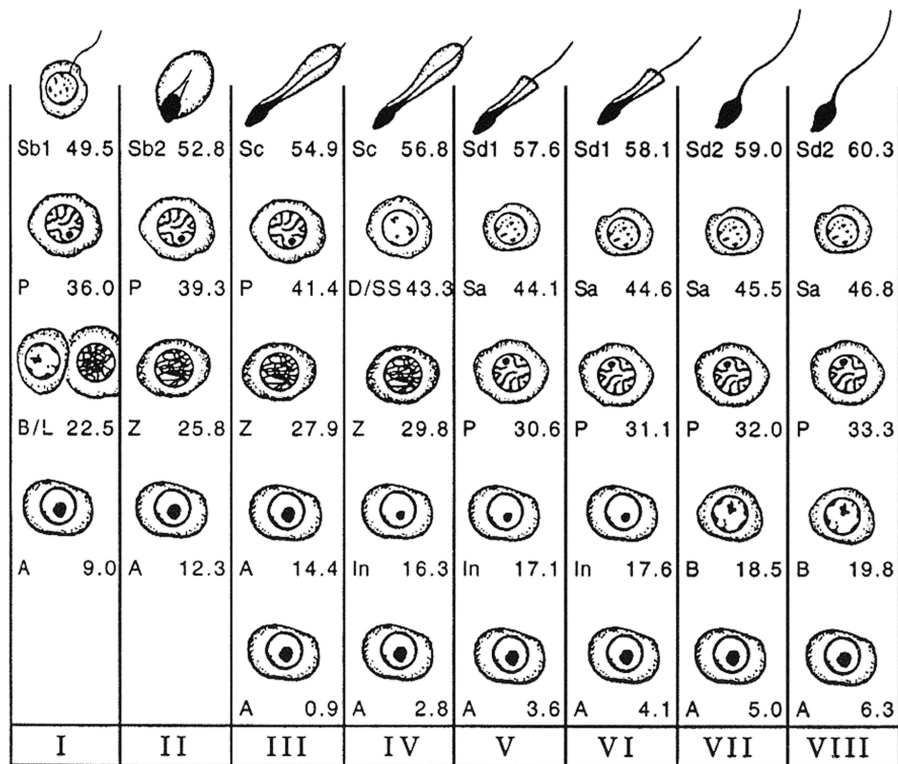 Sb1 49.5 Sb2 52.8 Sc 54.9 Sc 56.8 Sd1 57.6 Sd1 58.1 Sd2 59.0 Sd2 60.3
P 36.0 P 39.3 P 41.4 D/SS 43.3 Sa 44.1 Sa 44.6 Sa 45.5 Sa 46.8
B/L 22.5 Z 25.8 Z 27.9 Z 29.8 P 30.6 P 31.1 P 32.0 P 33.3
A 9.0 A 12.3 A 14.4 In 16.3 In 17.1 In 17.6 B 18.5 B 19.8
A 0.9 A 2.8 A 3.6 A 4.1 A 5.0 A 6.3
I II III IV V VI VII VIII